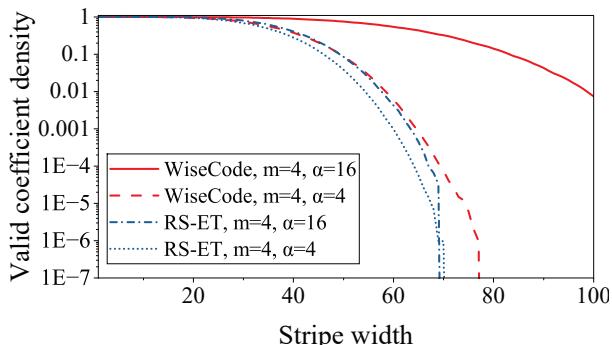 Valid coefficient density
1
0.1
0.01
0.001
1E−4
1E−5
1E−6
1E−7
WiseCode, m=4, α=16
WiseCode, m=4, α=4
RS-ET, m=4, α=16
RS-ET, m=4, α=4
20 40 60 80 100
Stripe width